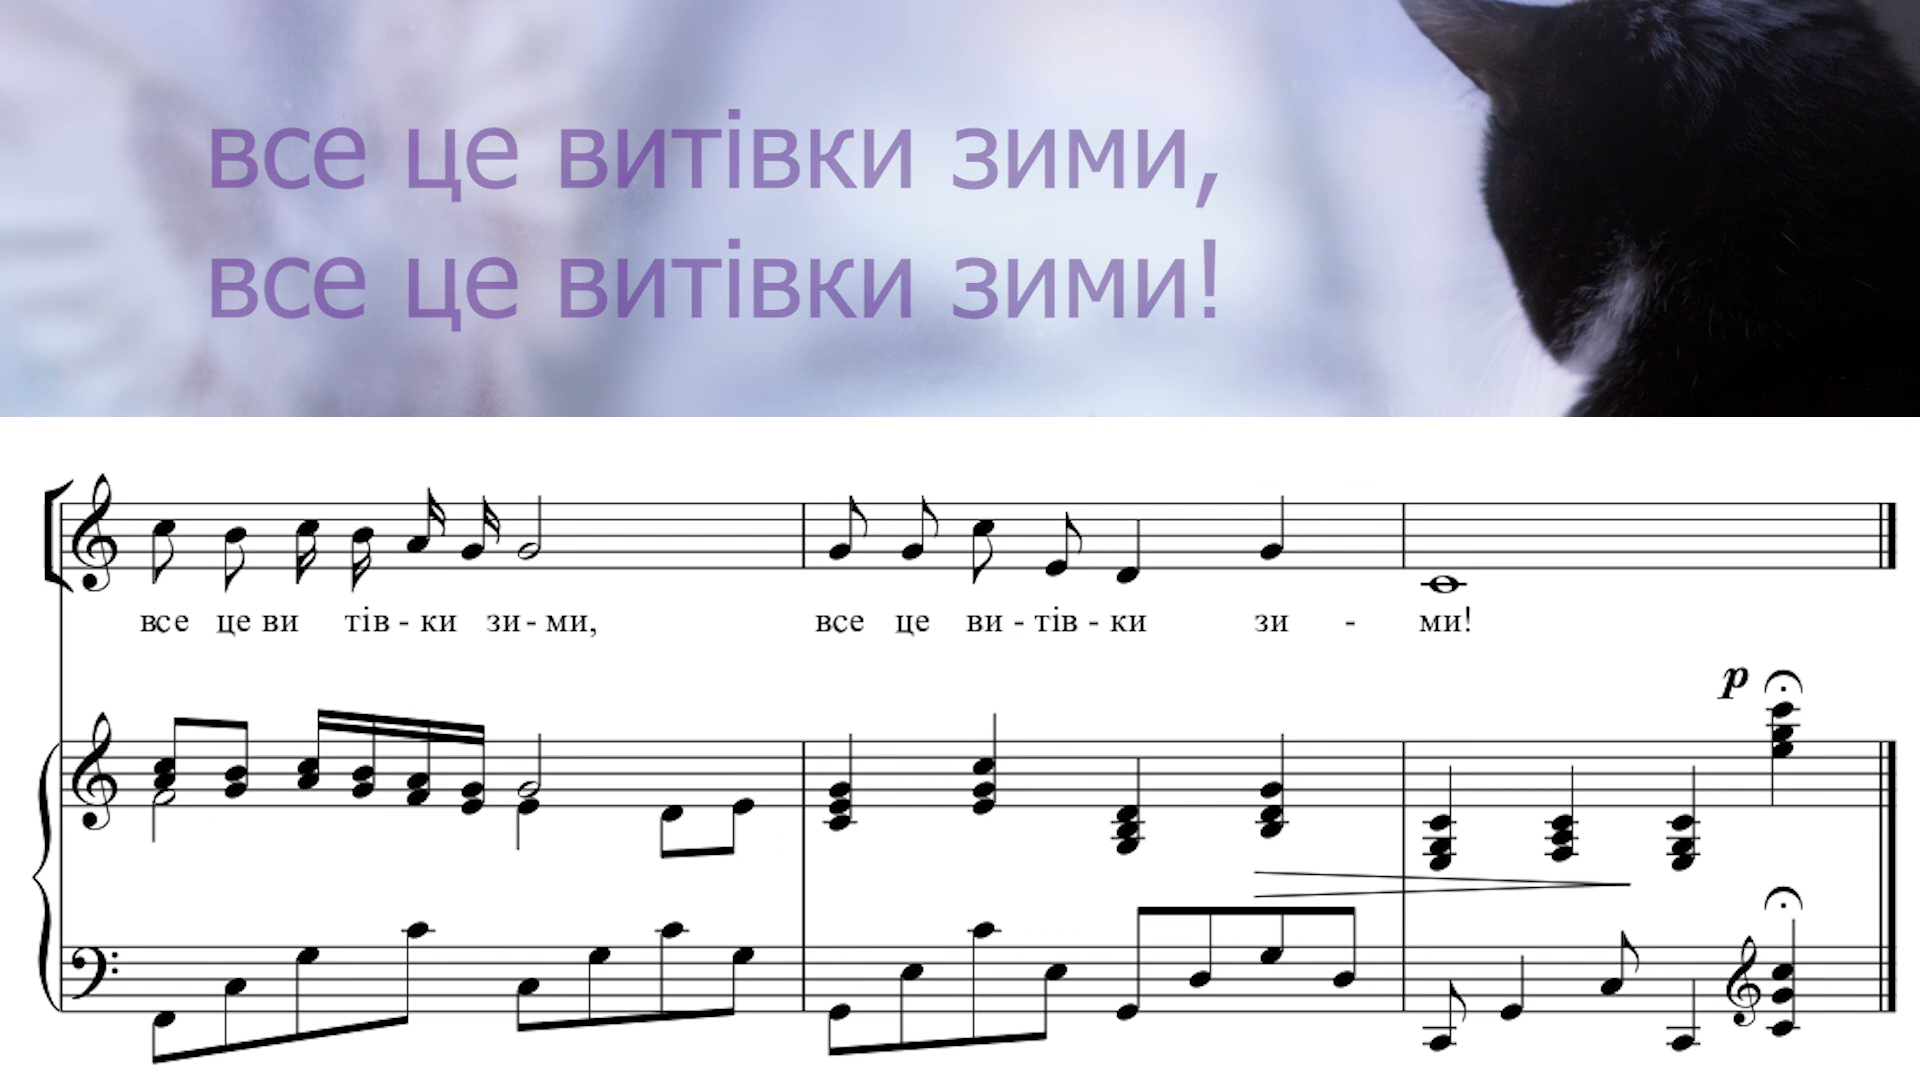 все це витівки зими,
все це витівки зими!
все це ви тів - ки зи - ми, все це ви - тів - ки зи - ми!
p